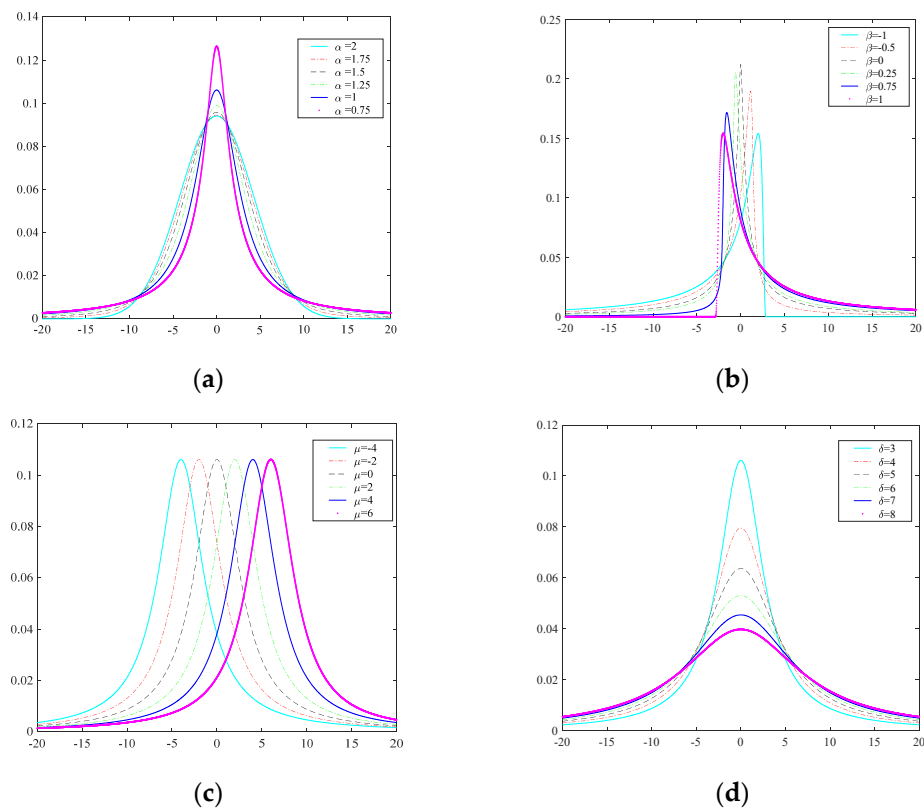 0.14
0.12
0.1
0.08
0.06
0.04
0.02
0
-20 -15 -10 -5 0 5 10 15 20
α =2
α =1.75
α =1.5
α =1.25
α =1
α =0.75
(a)
0.25
0.2
0.15
0.1
0.05
0
-20 -15 -10 -5 0 5 10 15 20
β=-1
β=-0.5
β=0
β=0.25
β=0.75
β=1
(b)
0.12
0.1
0.08
0.06
0.04
0.02
0
-20 -15 -10 -5 0 5 10 15 20
μ=-4
μ=-2
μ=0
μ=2
μ=4
μ=6
(c)
0.12
0.1
0.08
0.06
0.04
0.02
0
-20 -15 -10 -5 0 5 10 15 20
δ=3
δ=4
δ=5
δ=6
δ=7
δ=8
(d)